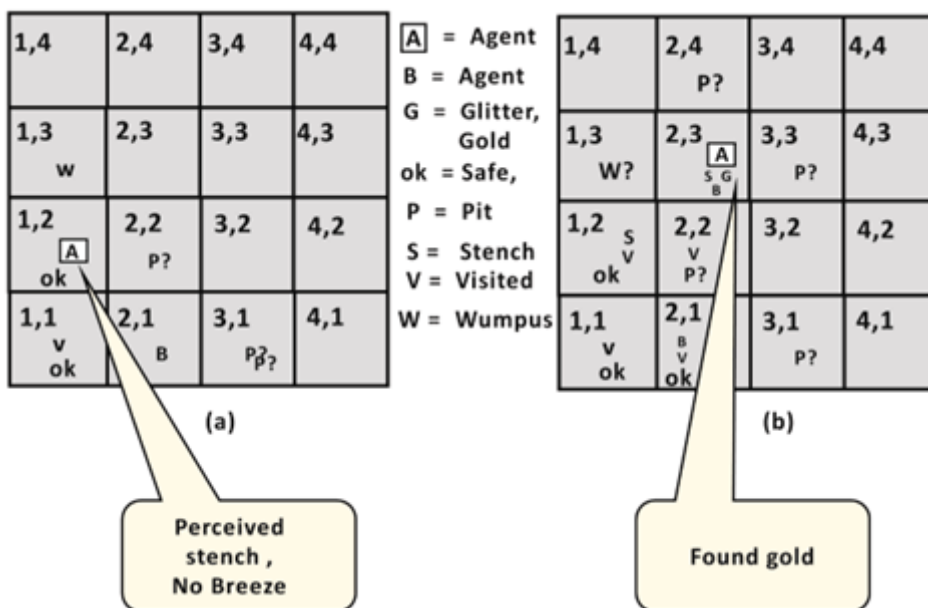 1,4 2,4 3,4 4,4
1,3 2,3 3,3 4,3
w
1,2 2,2 3,2 4,2
A
P?
ok
1,1 2,1 3,1 4,1
v
B
P?
P?
ok
(a)
Perceived
stench ,
No Breeze
A = Agent
B = Agent
G = Glitter,
Gold
ok = Safe,
P = Pit
S = Stench
V = Visited
W = Wumpus
1,4 2,4 3,4 4,4
P?
1,3 2,3 3,3 4,3
A
W?
S G
P?
B
1,2 2,2 3,2 4,2
S
V
V
ok
P?
1,1 2,1 3,1 4,1
v
B
V
P?
ok
ok
(b)
Found gold